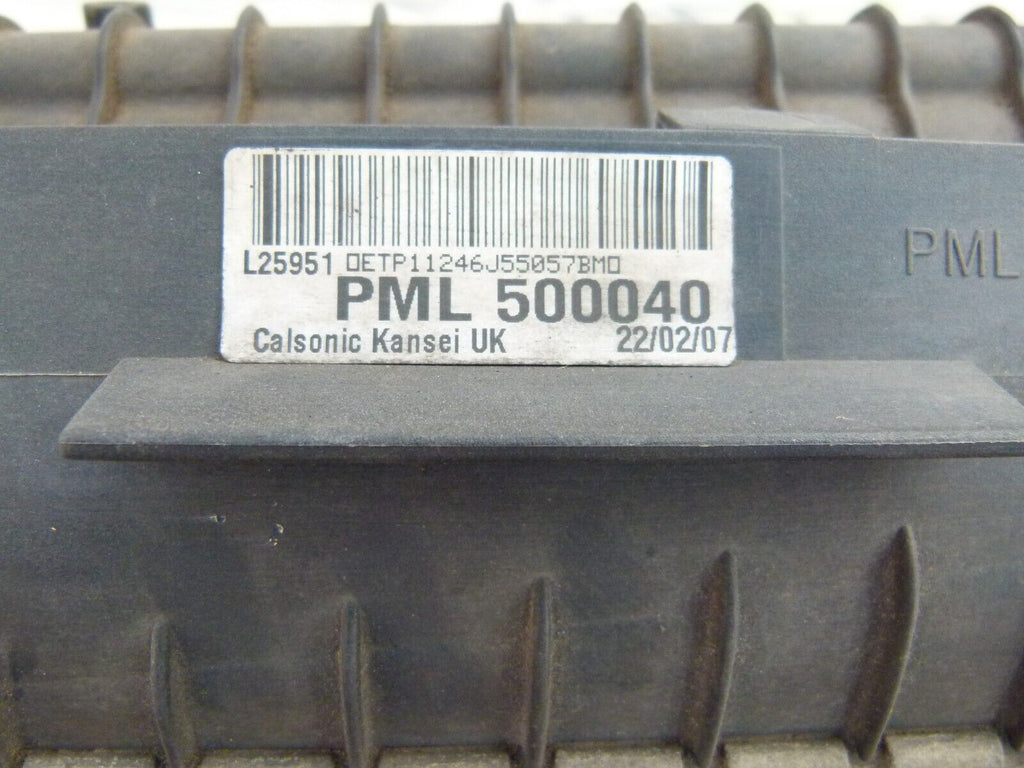 L25951 0ETP11246J55057BM0
PML 500040
Calsonic Kansei UK 22/02/07
PML